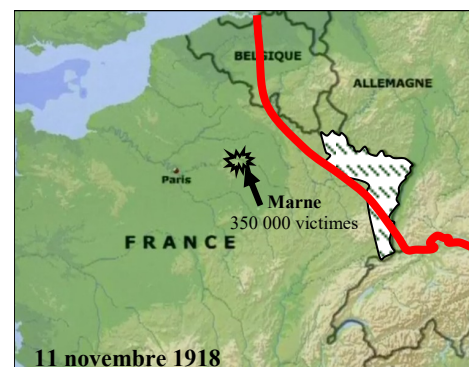 BELGIQUE
ALLEMAGNE
Paris
Marne
350 000 victimes
FRANCE
11 novembre 1918